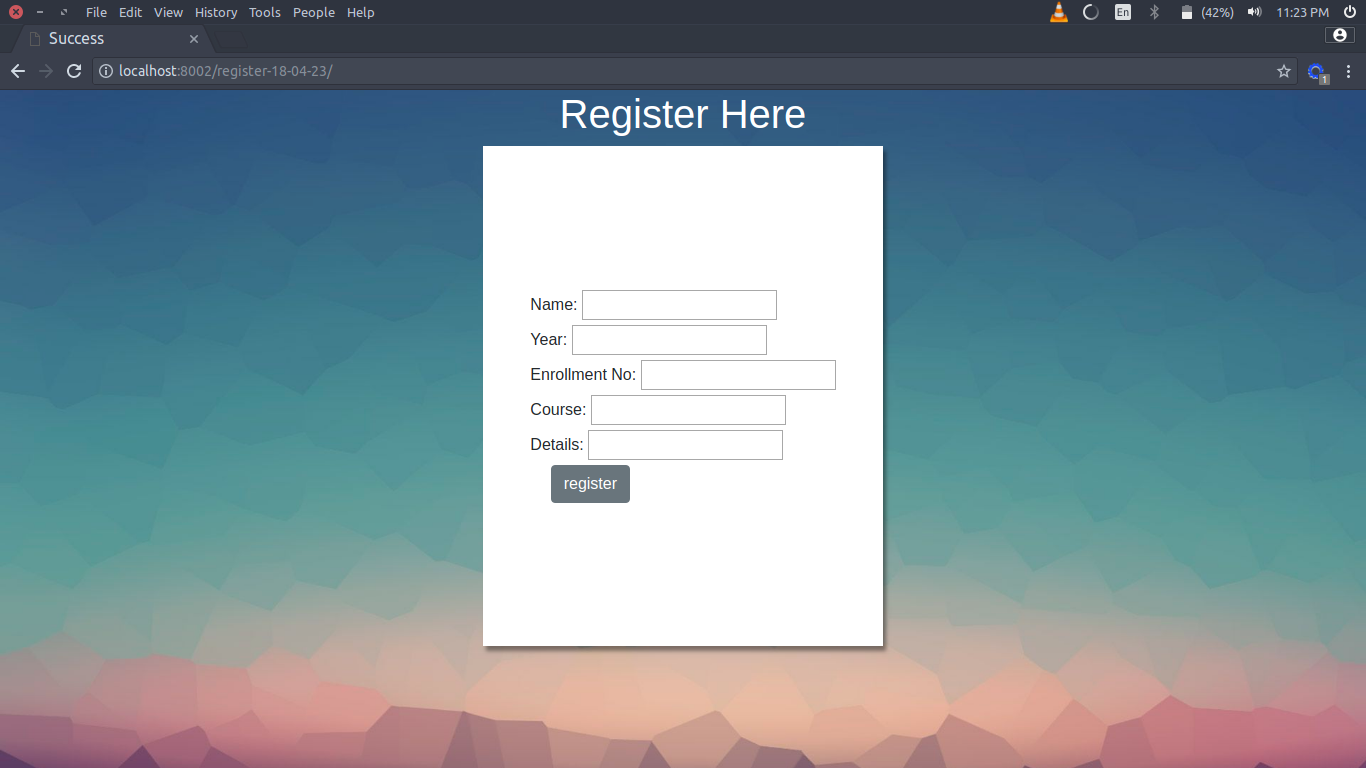 File Edit View History Tools People Help
En (42%) 11:23 PM
Success
localhost:8002/register-18-04-23/
1
Register Here
Name:
Year:
Enrollment No:
Course:
Details:
register